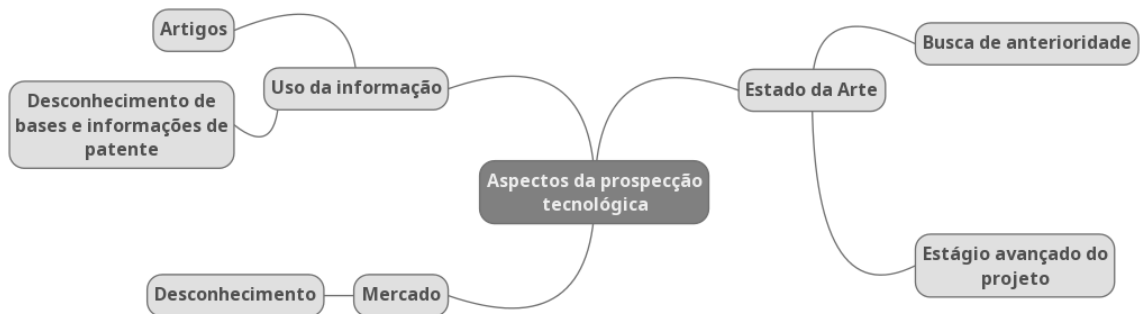 Artigos
Busca de anterioridade
Uso da informação
Estado da Arte
Desconhecimento de
bases e informações de
patente
Aspectos da prospecção
tecnológica
Estágio avançado do
projeto
Desconhecimento
Mercado